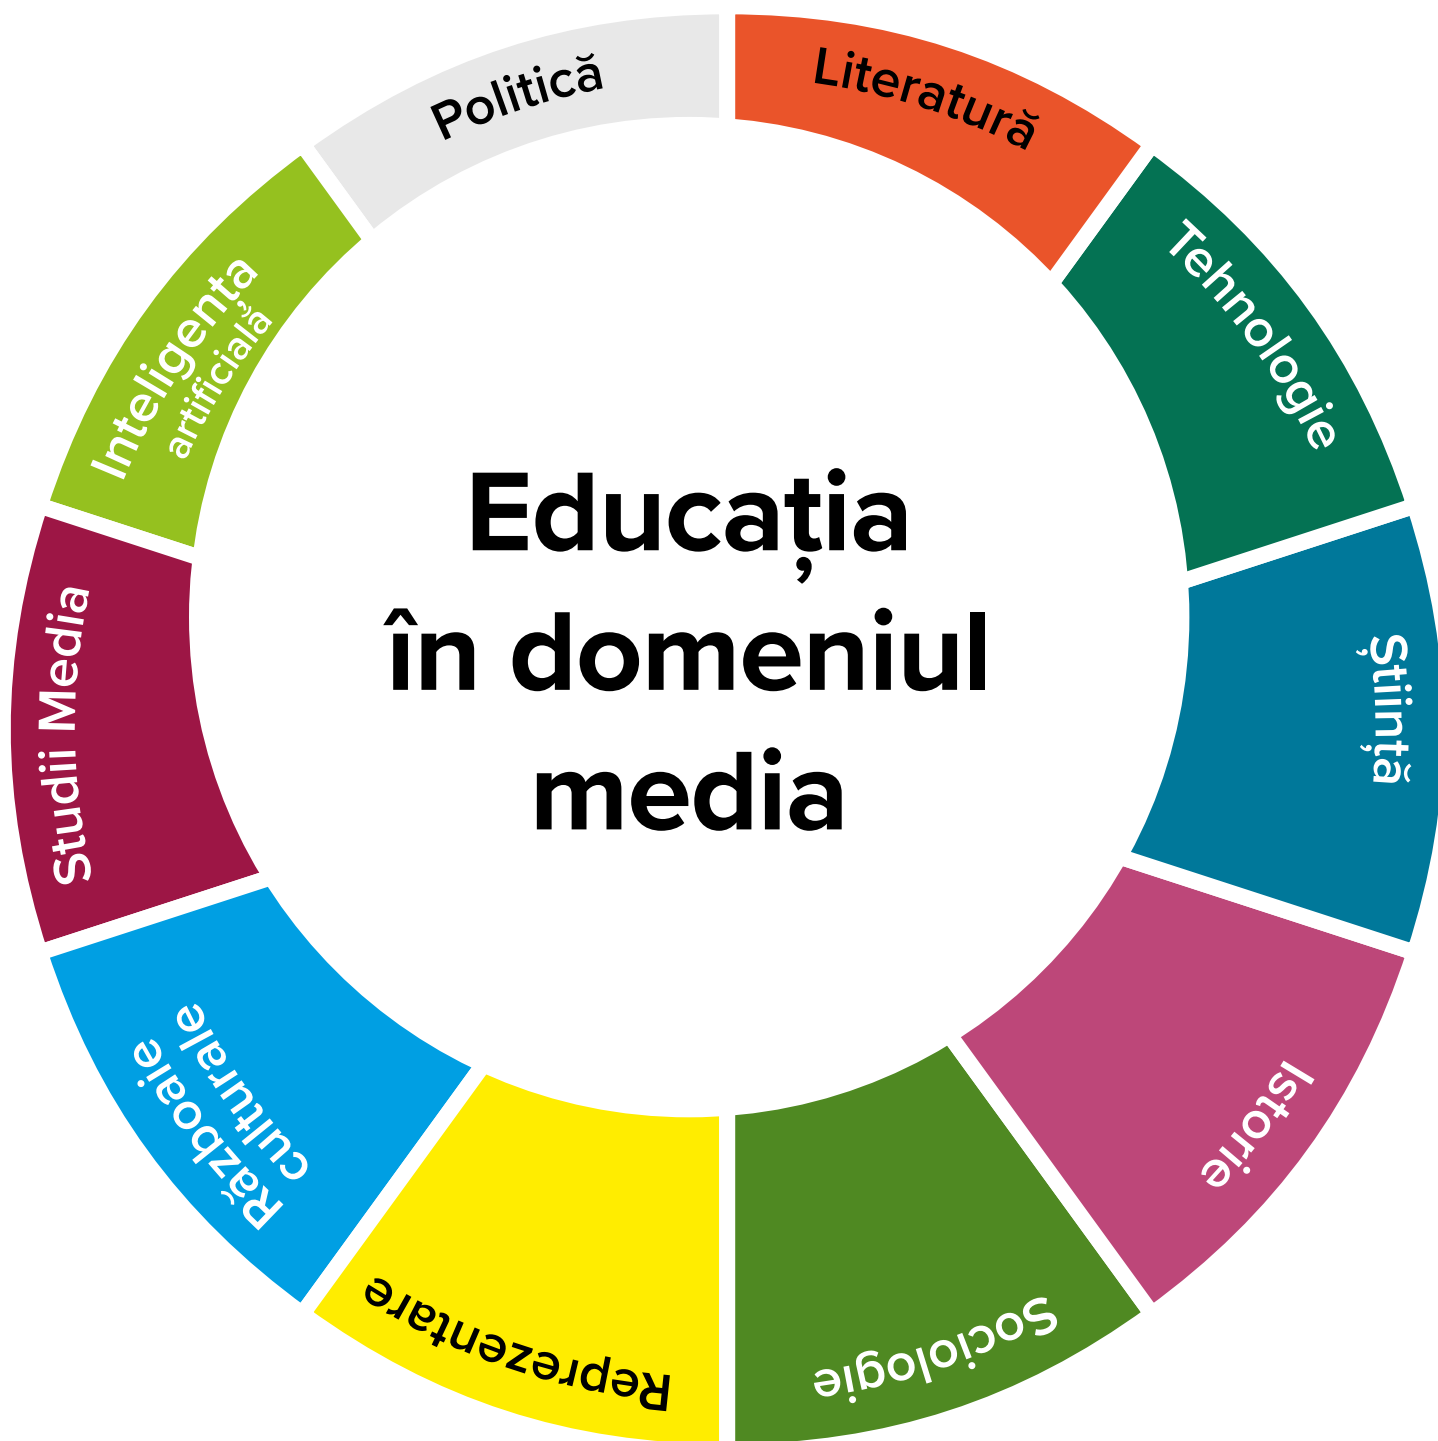 Educația
în domeniul
media
Literatură
Tehnologie
Știință
Istorie
Sociologie
Reprezentare
Războaie
culturale
Studii Media
Inteligența
artificială
Politică